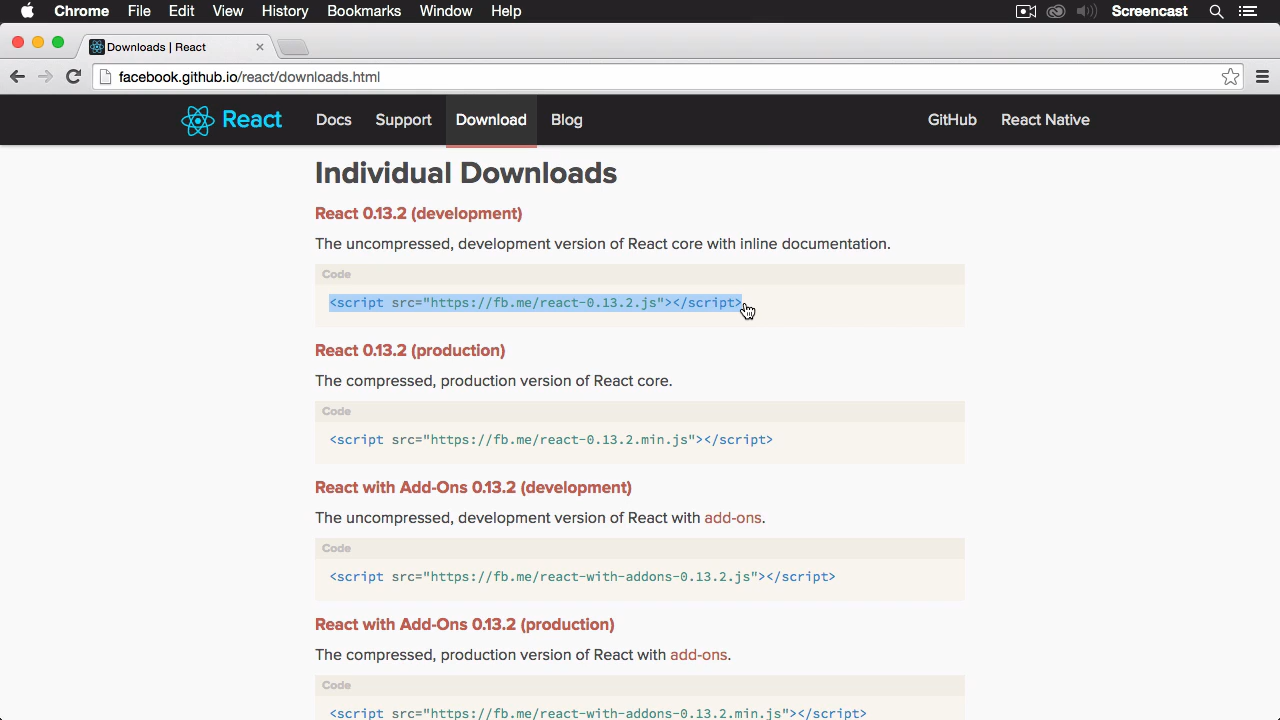 Chrome File Edit View History Bookmarks Window Help Screencast
Downloads | React
facebook.github.io/react/downloads.html
React Docs Support Download Blog GitHub React Native
Individual Downloads
React 0.13.2 (development)
The uncompressed, development version of React core with inline documentation.
Code
<script src="https://fb.me/react-0.13.2.js"></script>
React 0.13.2 (production)
The compressed, production version of React core.
Code
<script src="https://fb.me/react-0.13.2.min.js"></script>
React with Add-Ons 0.13.2 (development)
The uncompressed, development version of React with add-ons.
Code
<script src="https://fb.me/react-with-addons-0.13.2.js"></script>
React with Add-Ons 0.13.2 (production)
The compressed, production version of React with add-ons.
Code
<script src="https://fb.me/react-with-addons-0.13.2.min.js"></script>